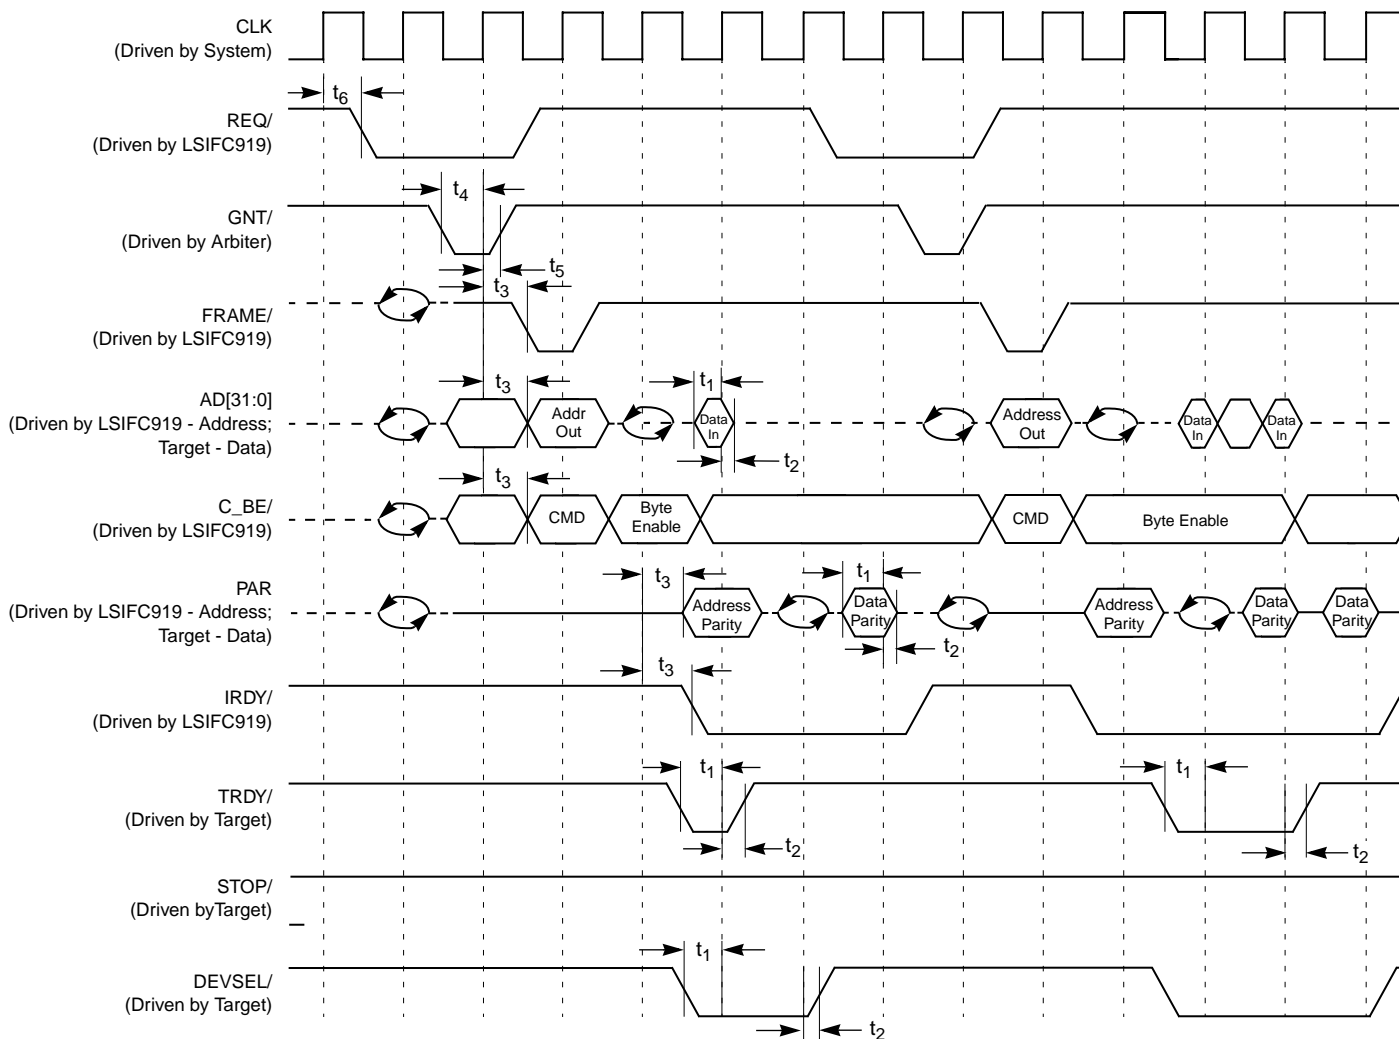 CLK
(Driven by System)
t6
REQ/
(Driven by LSIFC919)
t4
GNT/
(Driven by Arbiter)
t5
t3
FRAME/
(Driven by LSIFC919)
AD[31:0]
(Driven by LSIFC919 - Address;
Target - Data)
t3
Addr
Out
t1
Data
In
t2
Address
Out
Data
In
Data
In
t3
C_BE/
(Driven by LSIFC919)
CMD
Byte
Enable
CMD
Byte Enable
PAR
(Driven by LSIFC919 - Address;
Target - Data)
t3
Address
Parity
t1
Data
Parity
t2
Address
Parity
Data
Parity
Data
Parity
t3
IRDY/
(Driven by LSIFC919)
TRDY/
(Driven by Target)
t1
t2
t1
t2
STOP/
(Driven byTarget)
DEVSEL/
(Driven by Target)
t1
t2